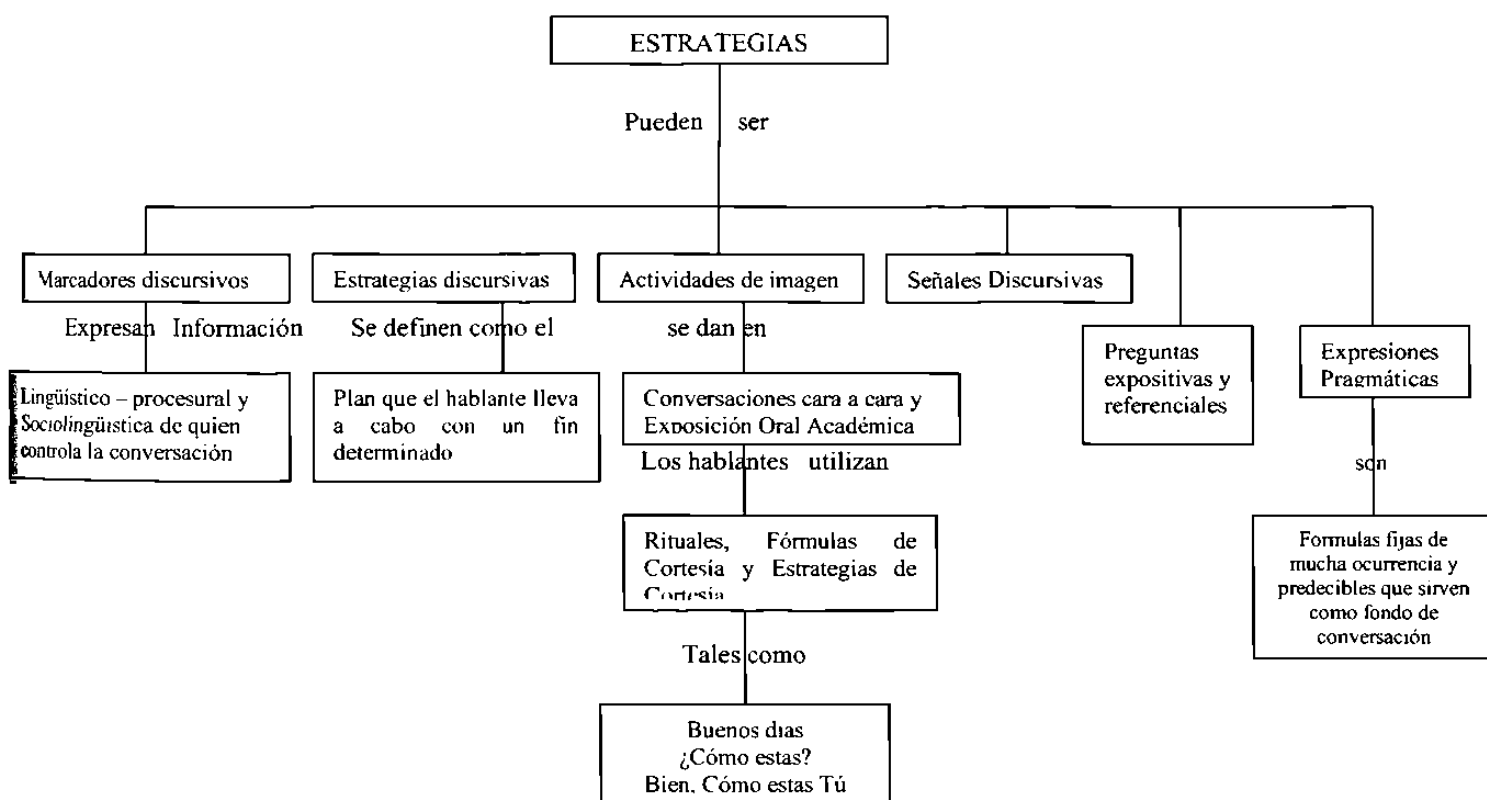 ESTRATEGIAS
Pueden ser
Marcadores discursivos
Estrategias discursivas
Actividades de imagen
Señales Discursivas
Expresan Información
Se definen como el
se dan en
Preguntas
expositivas y
referenciales
Expresiones
Pragmáticas
Lingüístico – procesural y
Sociolingüística de quien
controla la conversación
Plan que el hablante lleva
a cabo con un fin
determinado
Conversaciones cara a cara y
Exposición Oral Académica
Los hablantes utilizan
son
Rituales, Fórmulas de
Cortesía y Estrategias de
Cortesía
Formulas fijas de
mucha ocurrencia y
predecibles que sirven
como fondo de
conversación
Tales como
Buenos dias
¿Cómo estas?
Bien, Cómo estas Tú